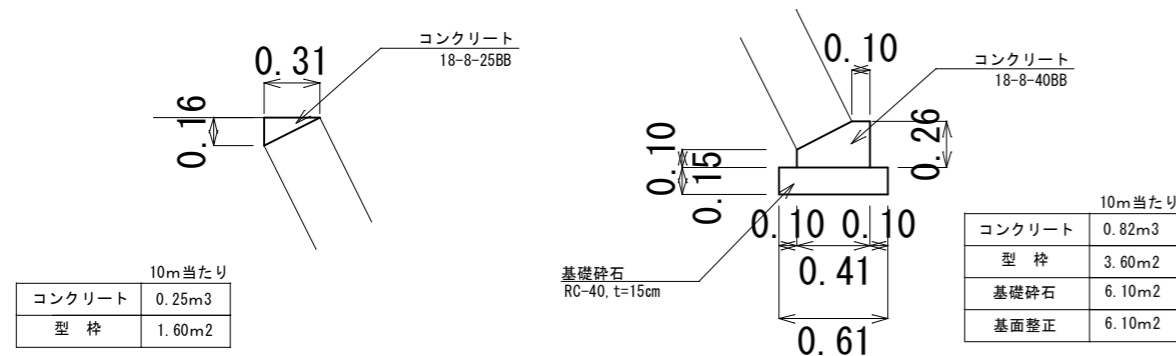 コンクリート
18-8-25BB
0.31
0.16
10m当たり
コンクリート 0.25m3
型 枠 1.60m2
0.10
コンクリート
18-8-40BB
0.26
0.10
0.15
0.10 0.10
0.41
0.61
基礎砕石
RC-40,t=15cm
10m当たり
コンクリート 0.82m3
型 枠 3.60m2
基礎砕石 6.10m2
基面整正 6.10m2